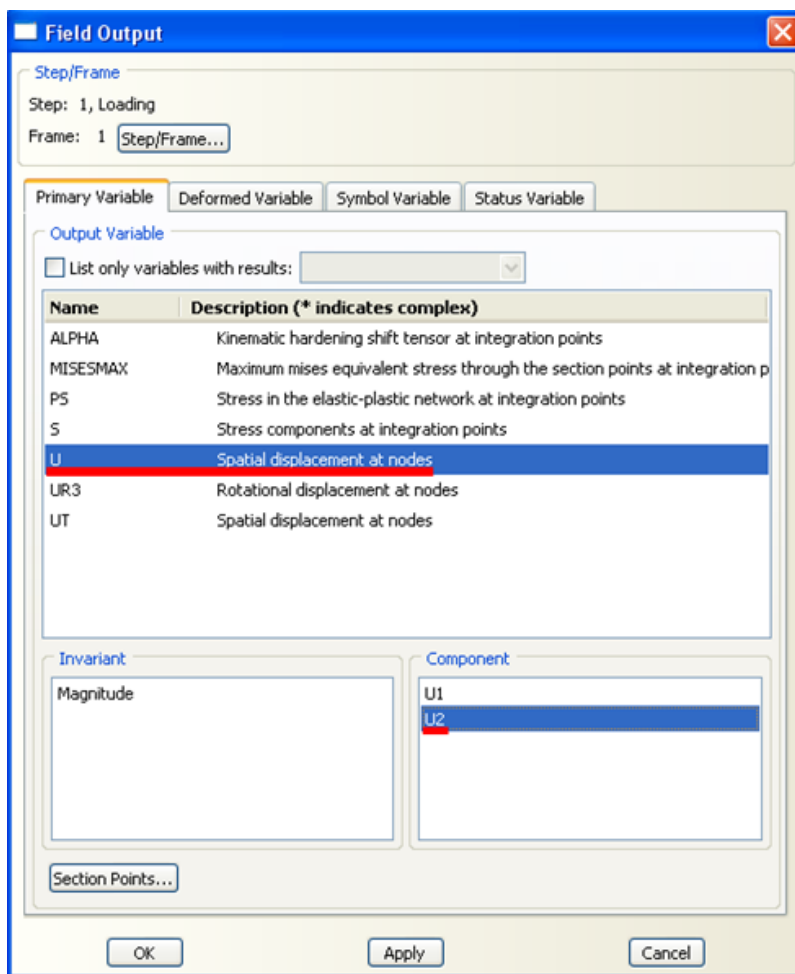 Field Output
Step/Frame
Step: 1, Loading
Frame: 1 Step/Frame...
Primary Variable Deformed Variable Symbol Variable Status Variable
Output Variable
List only variables with results:
Name Description (* indicates complex)
ALPHA Kinematic hardening shift tensor at integration points
MISESMAX Maximum mises equivalent stress through the section points at integration p
PS Stress in the elastic-plastic network at integration points
S Stress components at integration points
U Spatial displacement at nodes
UR3 Rotational displacement at nodes
UT Spatial displacement at nodes
Invariant Component
Magnitude U1
U2
Section Points...
OK Apply Cancel